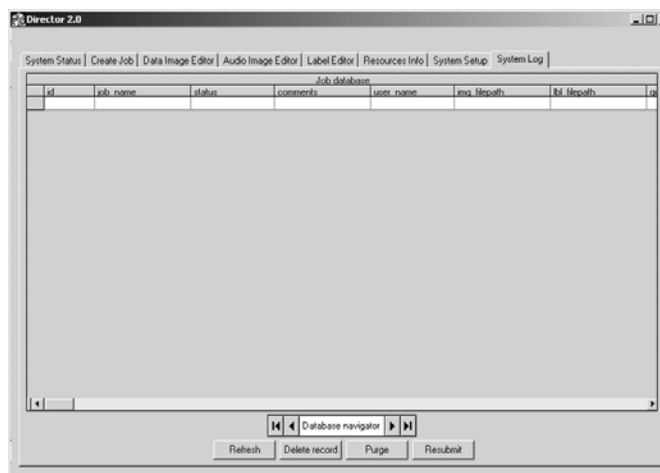 Director 2.0
System Status Create Job Data Image Editor Audio Image Editor Label Editor Resources Info System Setup System Log
Job database
id job_name status comments user_name img_filepath lbl_filepath
Database navigator
Refresh Delete record Purge Resubmit